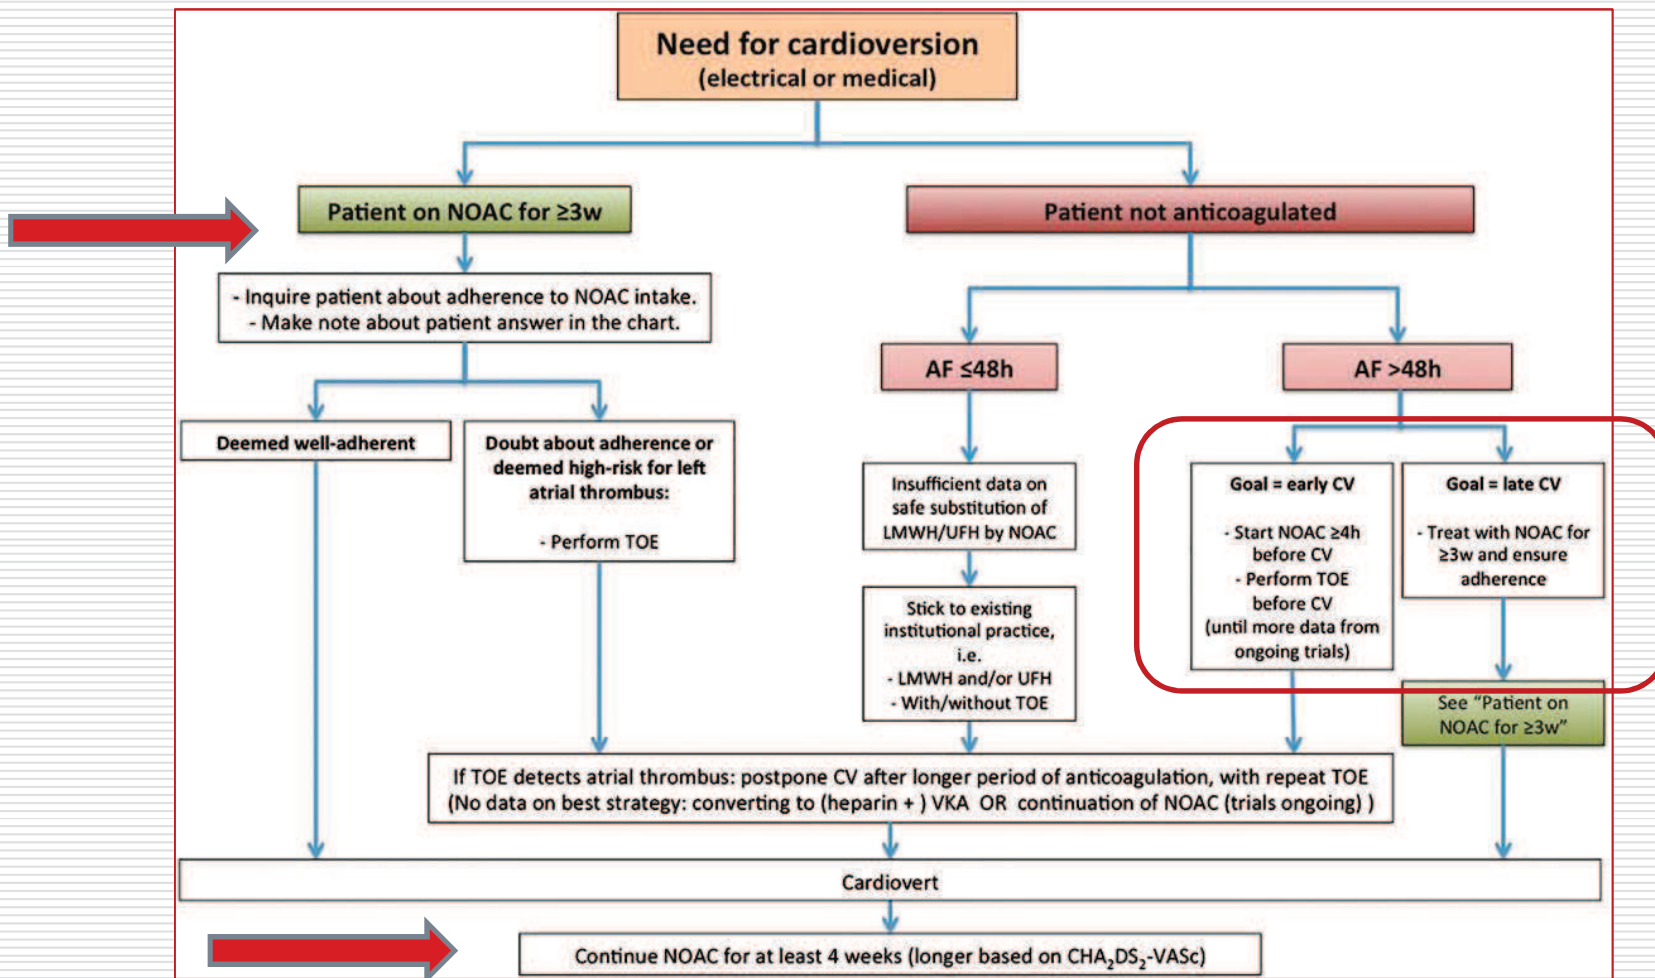 Need for cardioversion
(electrical or medical)
Patient on NOAC for ≥3w
Patient not anticoagulated
- Inquire patient about adherence to NOAC intake.
- Make note about patient answer in the chart.
AF ≤48h
AF >48h
Deemed well-adherent
Doubt about adherence or
deemed high-risk for left
atrial thrombus:
- Perform TOE
Insufficient data on
safe substitution of
LMWH/UFH by NOAC
Stick to existing
institutional practice,
i.e.
- LMWH and/or UFH
- With/without TOE
Goal = early CV
- Start NOAC ≥4h
before CV
- Perform TOE
before CV
(until more data from
ongoing trials)
Goal = late CV
- Treat with NOAC for
≥3w and ensure
adherence
See “Patient on
NOAC for ≥3w”
If TOE detects atrial thrombus: postpone CV after longer period of anticoagulation, with repeat TOE
(No data on best strategy: converting to (heparin + ) VKA OR continuation of NOAC (trials ongoing) )
Cardiovert
Continue NOAC for at least 4 weeks (longer based on CHA₂DS₂-VASc)